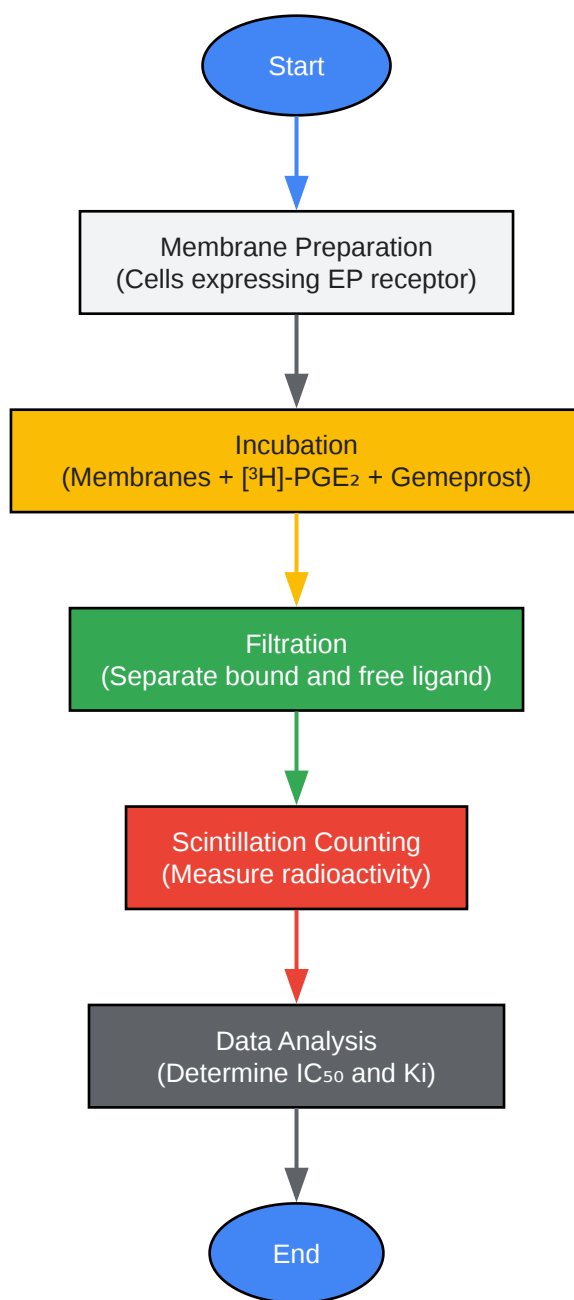 Start
Membrane Preparation
(Cells expressing EP receptor)
Incubation
(Membranes + [³H]-PGE₂ + Gemeprost)
Filtration
(Separate bound and free ligand)
Scintillation Counting
(Measure radioactivity)
Data Analysis
(Determine IC₅₀ and Ki)
End